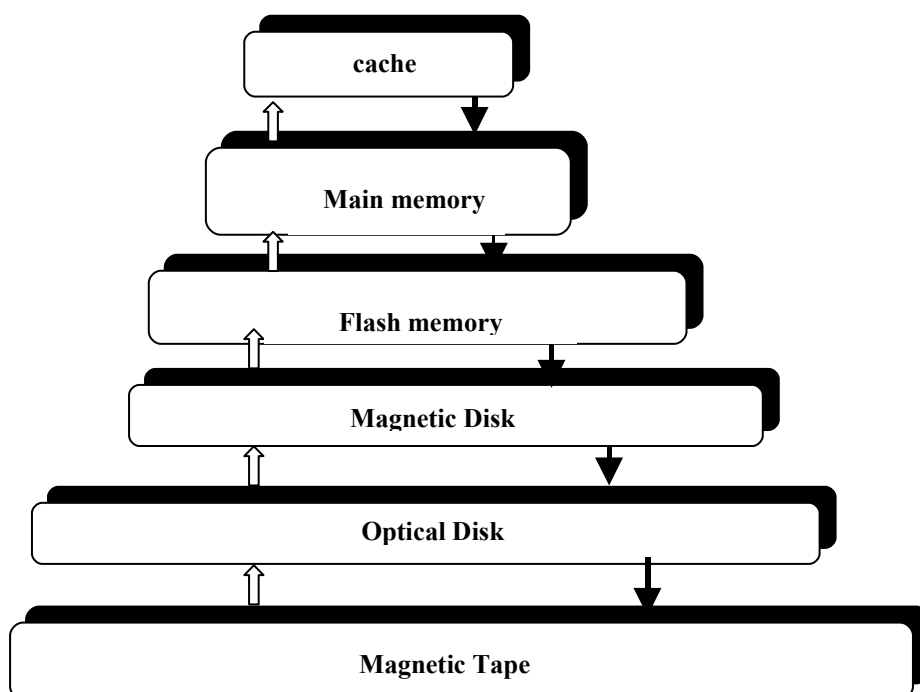 cache
Main memory
Flash memory
Magnetic Disk
Optical Disk
Magnetic Tape